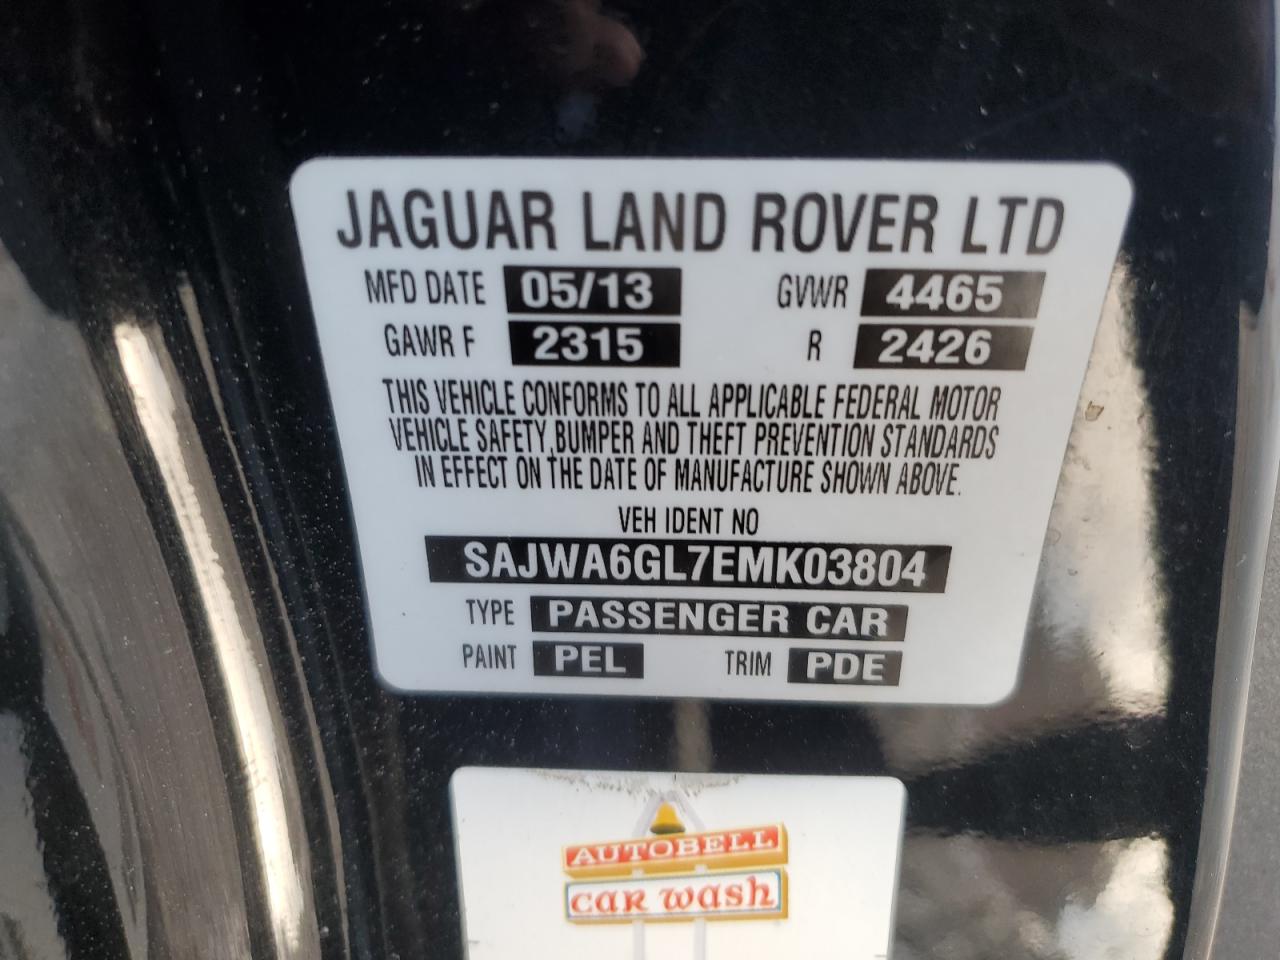 JAGUAR LAND ROVER LTD
MFD DATE 05/13 GVWR 4465
GAWR F 2315 R 2426
THIS VEHICLE CONFORMS TO ALL APPLICABLE FEDERAL MOTOR
VEHICLE SAFETY,BUMPER AND THEFT PREVENTION STANDARDS
IN EFFECT ON THE DATE OF MANUFACTURE SHOWN ABOVE.
VEH IDENT NO
SAJWA6GL7EMK03804
TYPE PASSENGER CAR
PAINT PEL TRIM PDE
AUTOBELL
CAR WASH